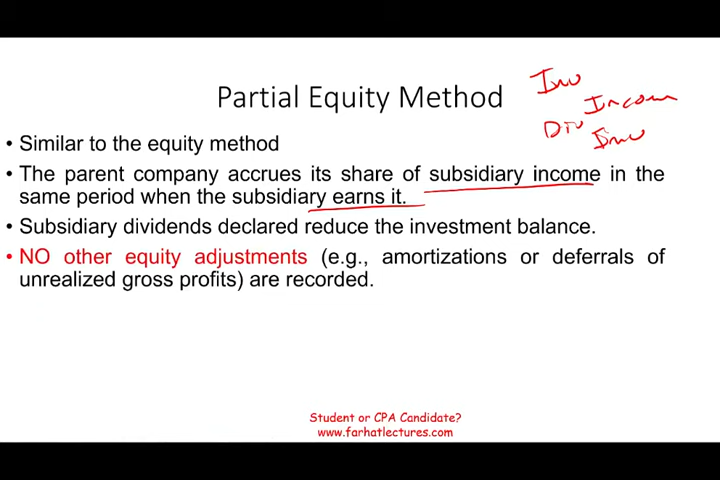 Partial Equity Method
Inv
Income
Div
Inv
• Similar to the equity method
• The parent company accrues its share of subsidiary income in the
same period when the subsidiary earns it.
• Subsidiary dividends declared reduce the investment balance.
• NO other equity adjustments (e.g., amortizations or deferrals of
unrealized gross profits) are recorded.
Student or CPA Candidate?
www.farhatlectures.com